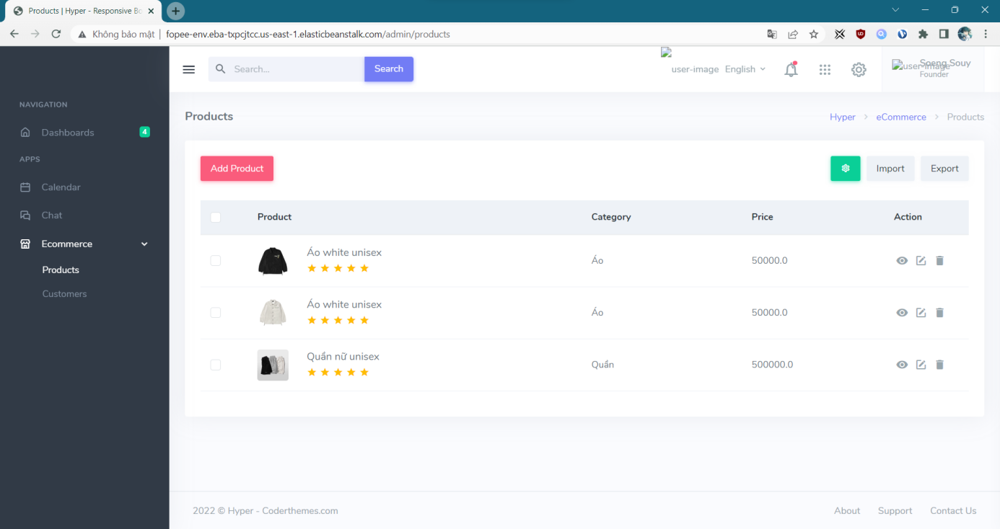 Products | Hyper - Responsive Bo
Không bảo mật | fopee-env.eba-txpcjtcc.us-east-1.elasticbeanstalk.com/admin/products
Search...
Search
user-image
English
user-image
Soeng Souy
Founder
NAVIGATION
Dashboards
4
APPS
Calendar
Chat
Ecommerce
Products
Customers
Products
Hyper
eCommerce
Products
Add Product
Import
Export
Product Category Price Action
Áo white unisex
Áo 50000.0
Áo white unisex
Áo 50000.0
Quần nữ unisex
Quần 500000.0
2022 © Hyper - Coderthemes.com
About Support Contact Us